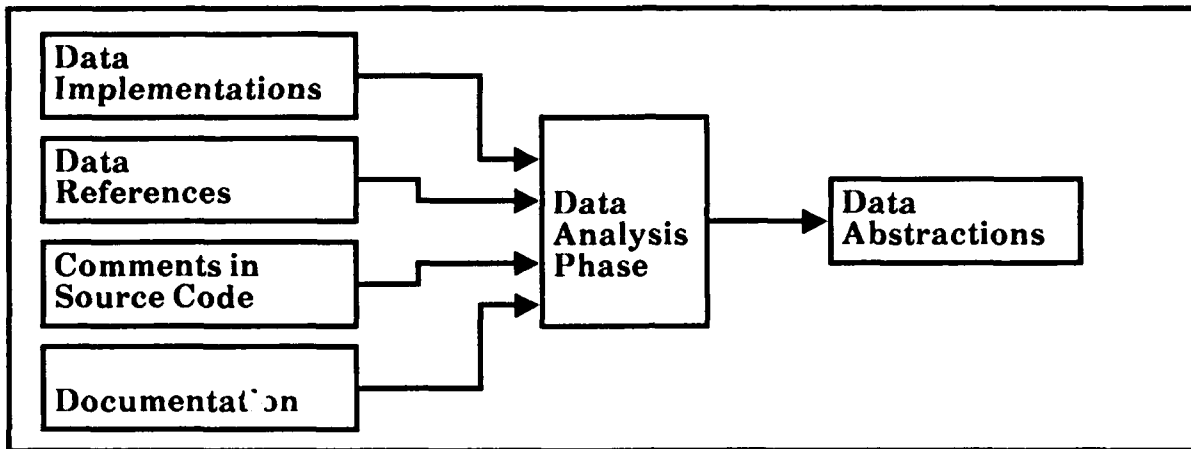 Data
Implementations
Data
References
Comments in
Source Code
Documentation
Data
Analysis
Phase
Data
Abstractions